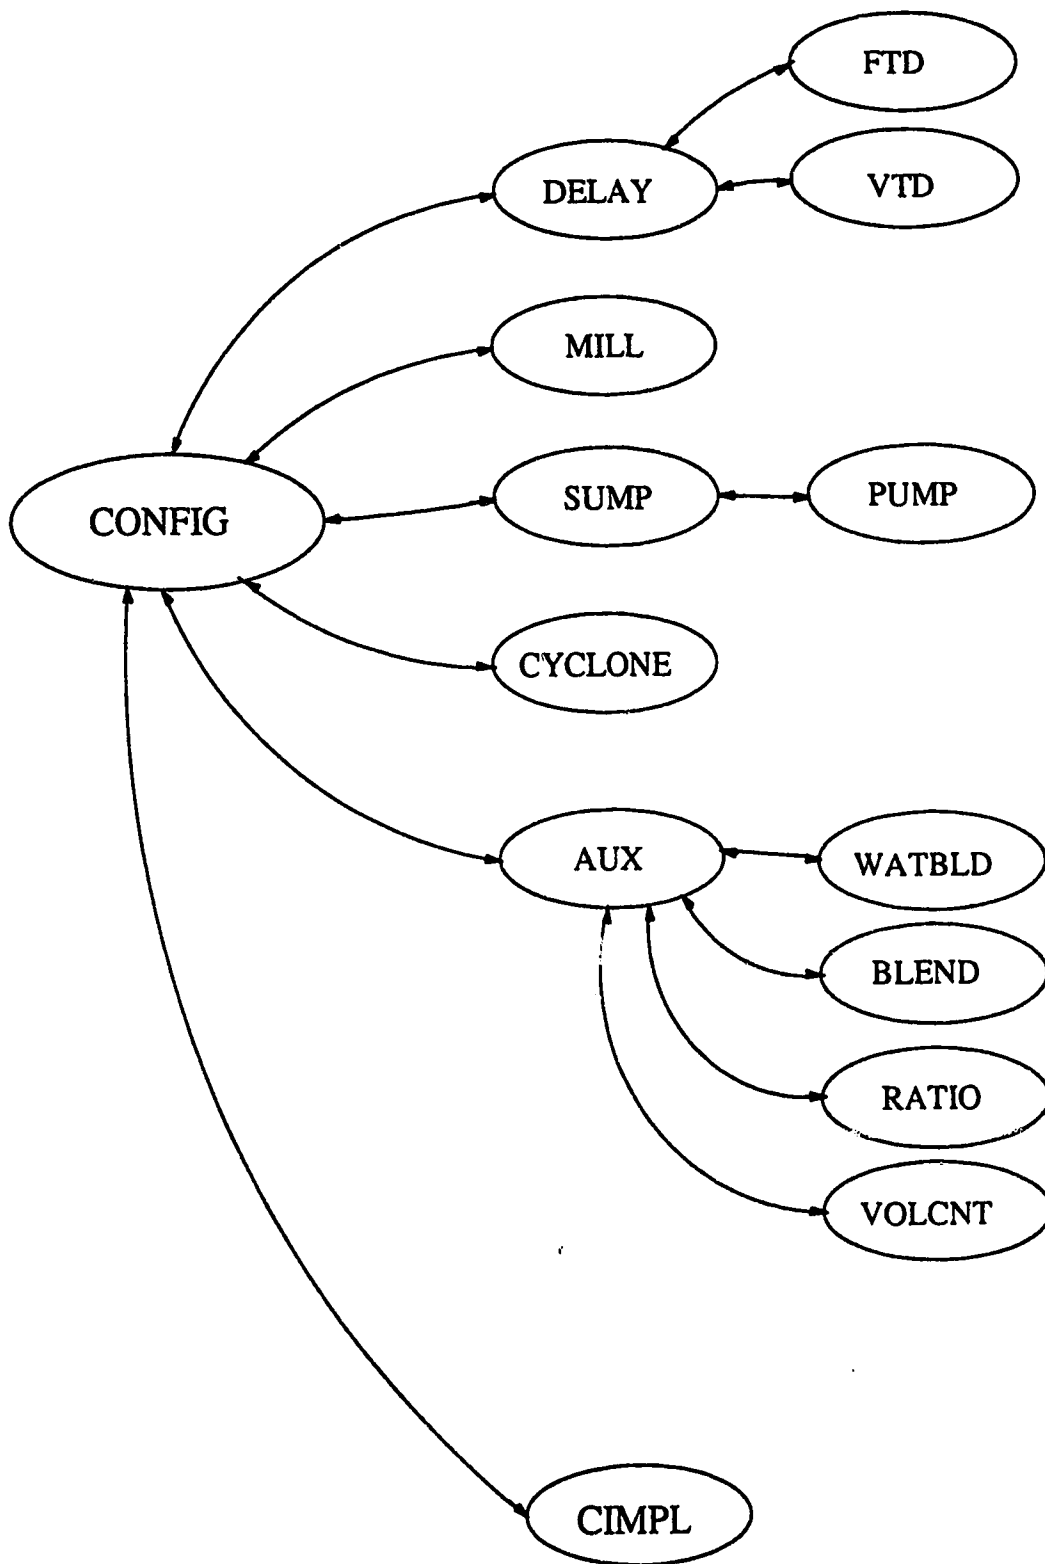 FTD
DELAY
VTD
MILL
CONFIG
SUMP
PUMP
CYCLONE
AUX
WATBLD
BLEND
RATIO
VOLCNT
CIMPL